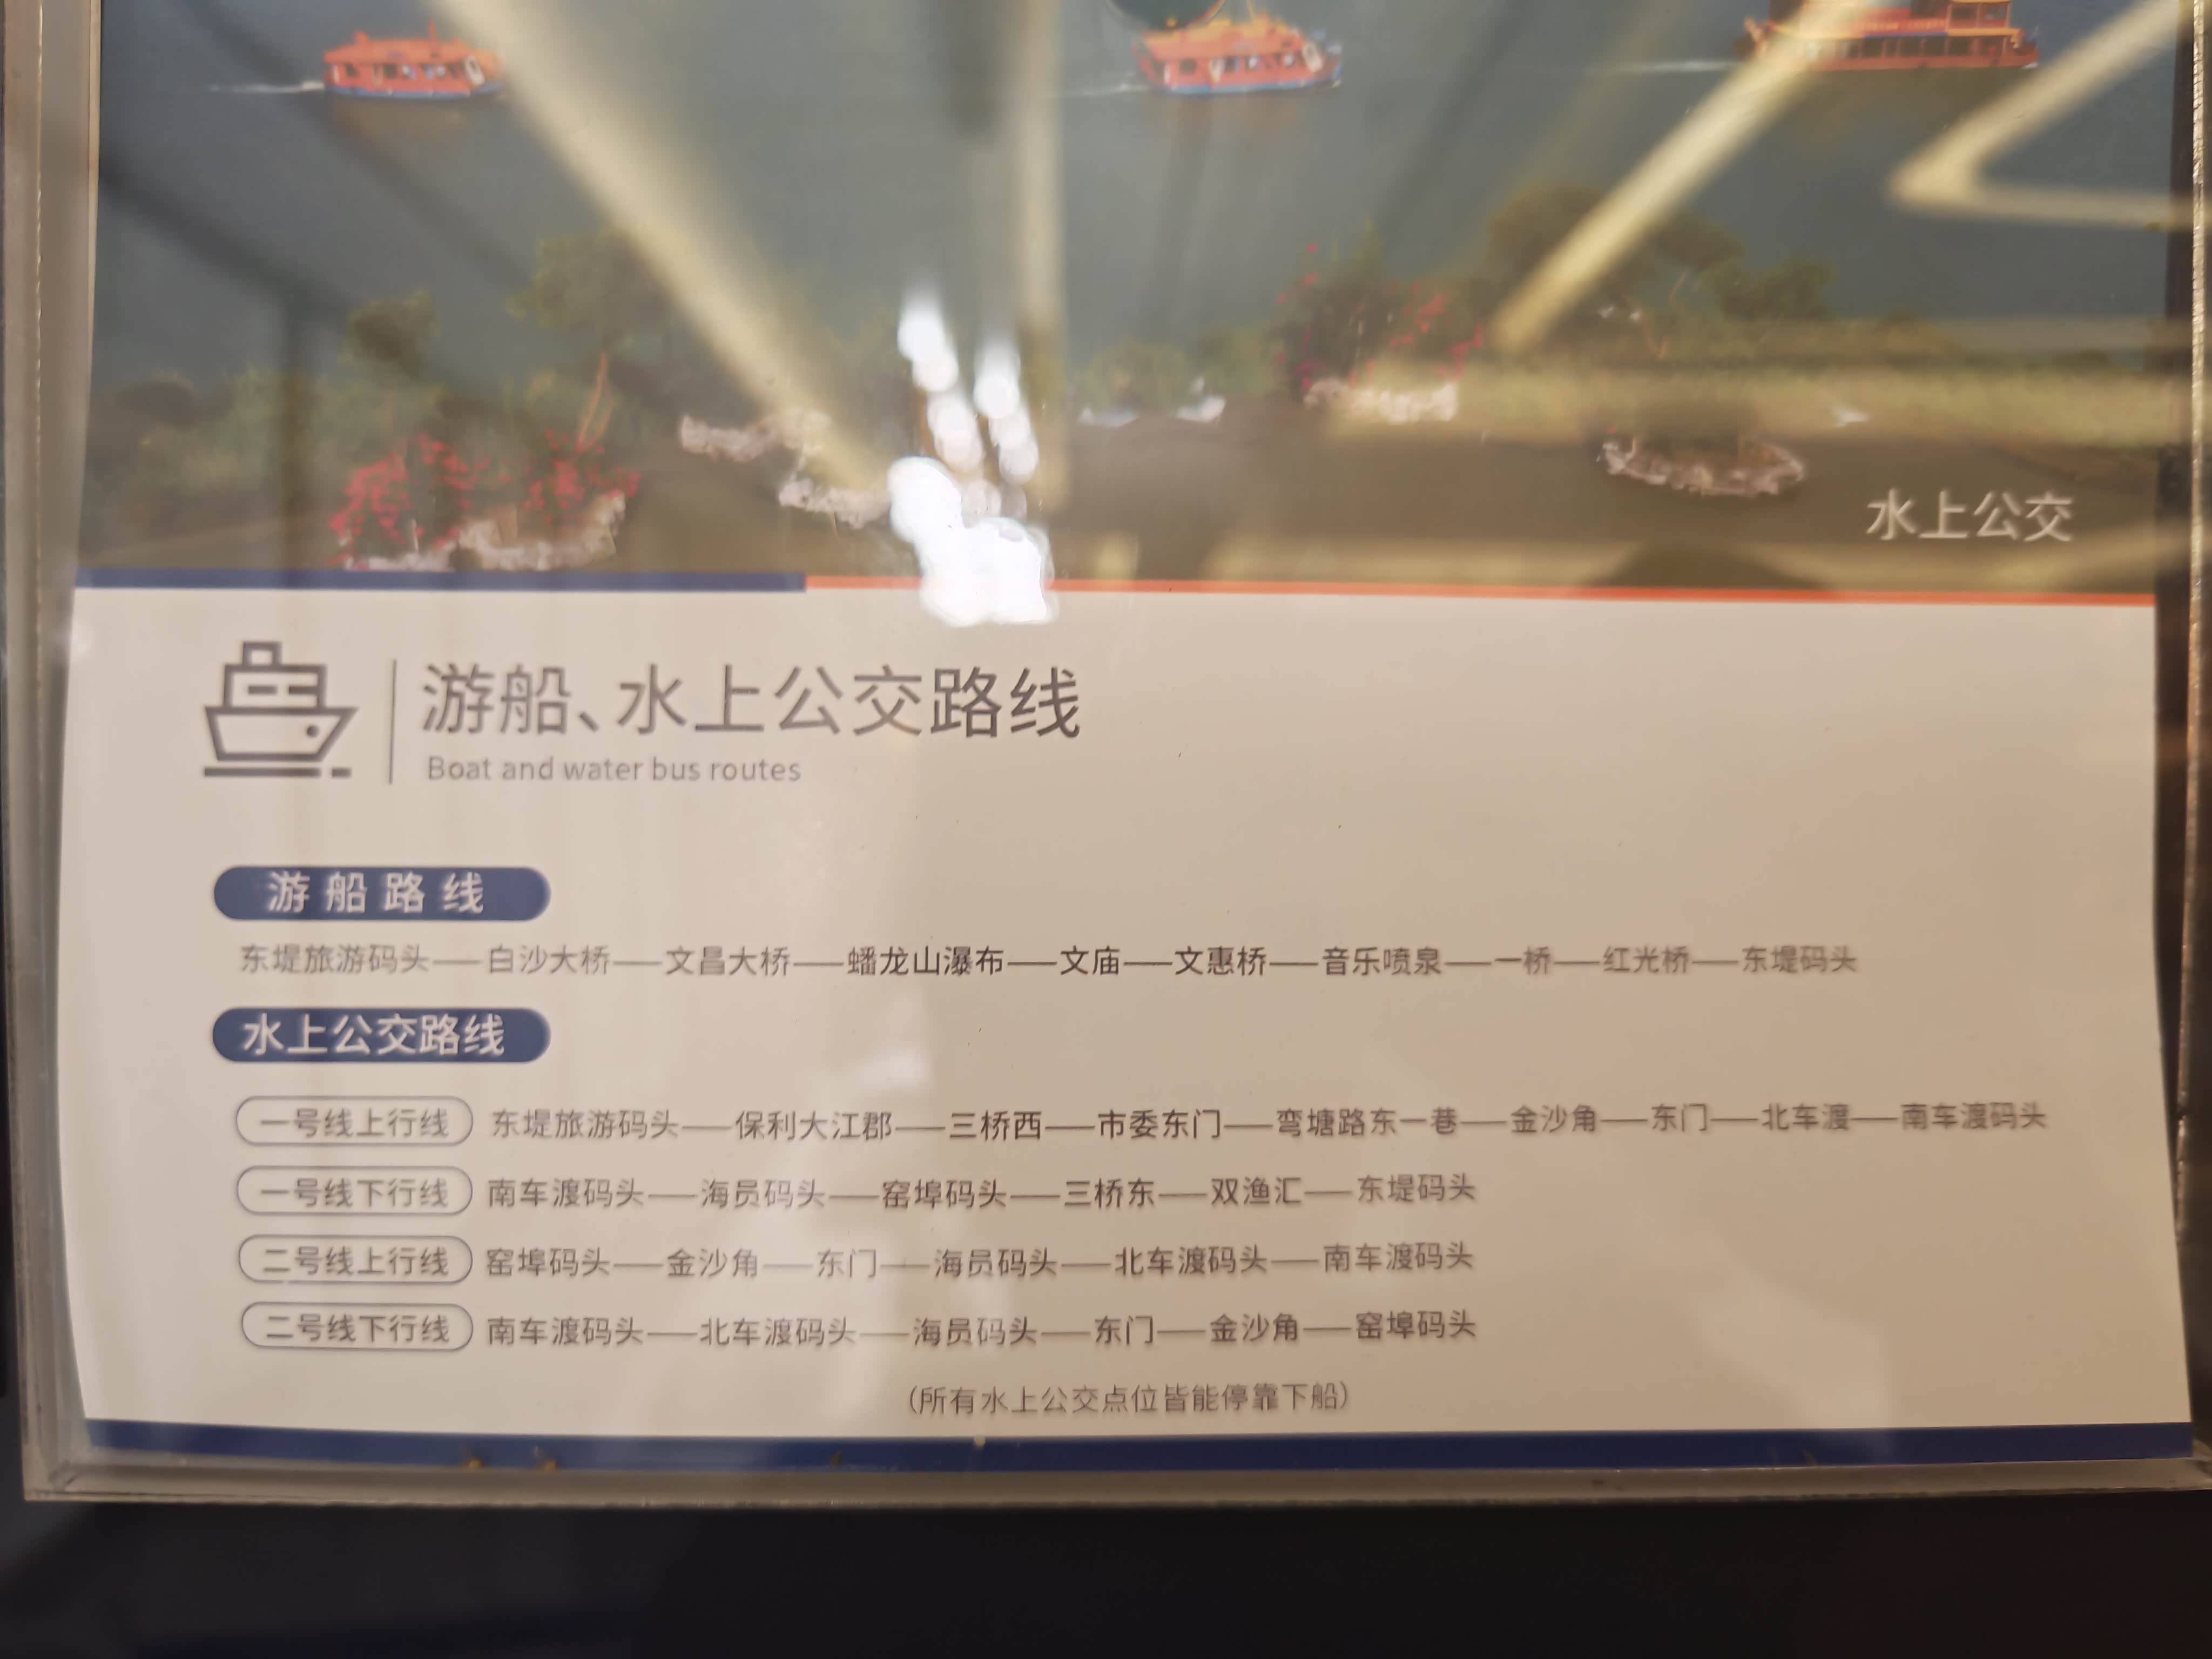 水上公交
游船、水上公交路线
Boat and water bus routes
游船路线
东堤旅游码头——白沙大桥——文昌大桥——蟠龙山瀑布——文庙——文惠桥——音乐喷泉——一桥——红光桥——东堤码头
水上公交路线
一号线上行线 东堤旅游码头——保利大江郡——三桥西——市委东门——弯塘路东一巷——金沙角——东门——北车渡——南车渡码头
一号线下行线 南车渡码头——海员码头——窑埠码头——三桥东——双渔汇——东堤码头
二号线上行线 窑埠码头——金沙角——东门——海员码头——北车渡码头——南车渡码头
二号线下行线 南车渡码头——北车渡码头——海员码头——东门——金沙角——窑埠码头
(所有水上公交点位皆能停靠下船)